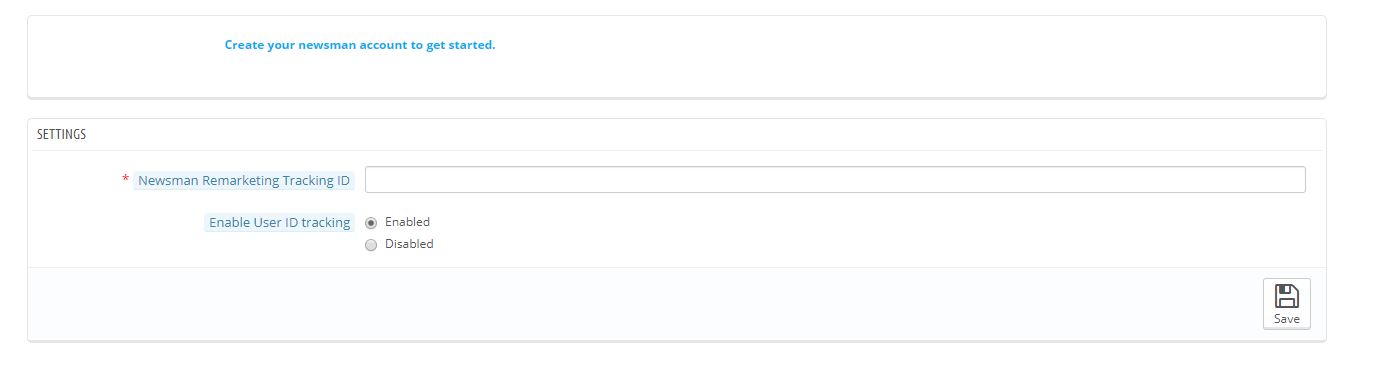 Create your newsman account to get started.
SETTINGS
* Newsman Remarketing Tracking ID
Enable User ID tracking
Enabled
Disabled
Save